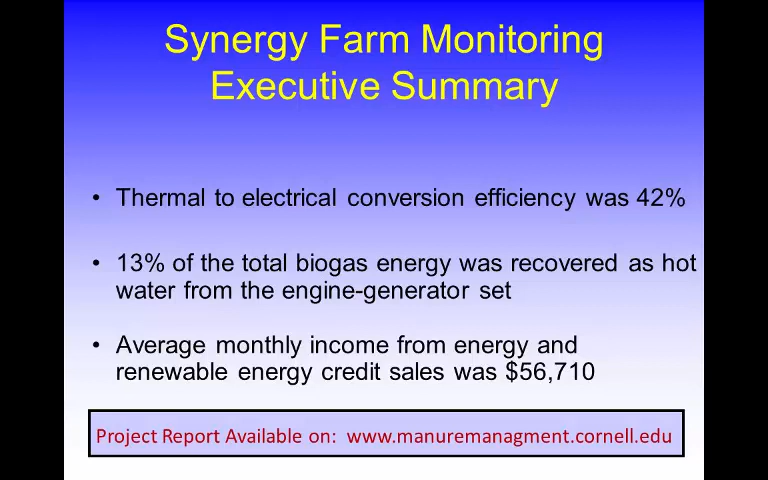 Synergy Farm Monitoring
Executive Summary
• Thermal to electrical conversion efficiency was 42%
• 13% of the total biogas energy was recovered as hot
water from the engine-generator set
• Average monthly income from energy and
renewable energy credit sales was $56,710
Project Report Available on: www.manuremanagment.cornell.edu